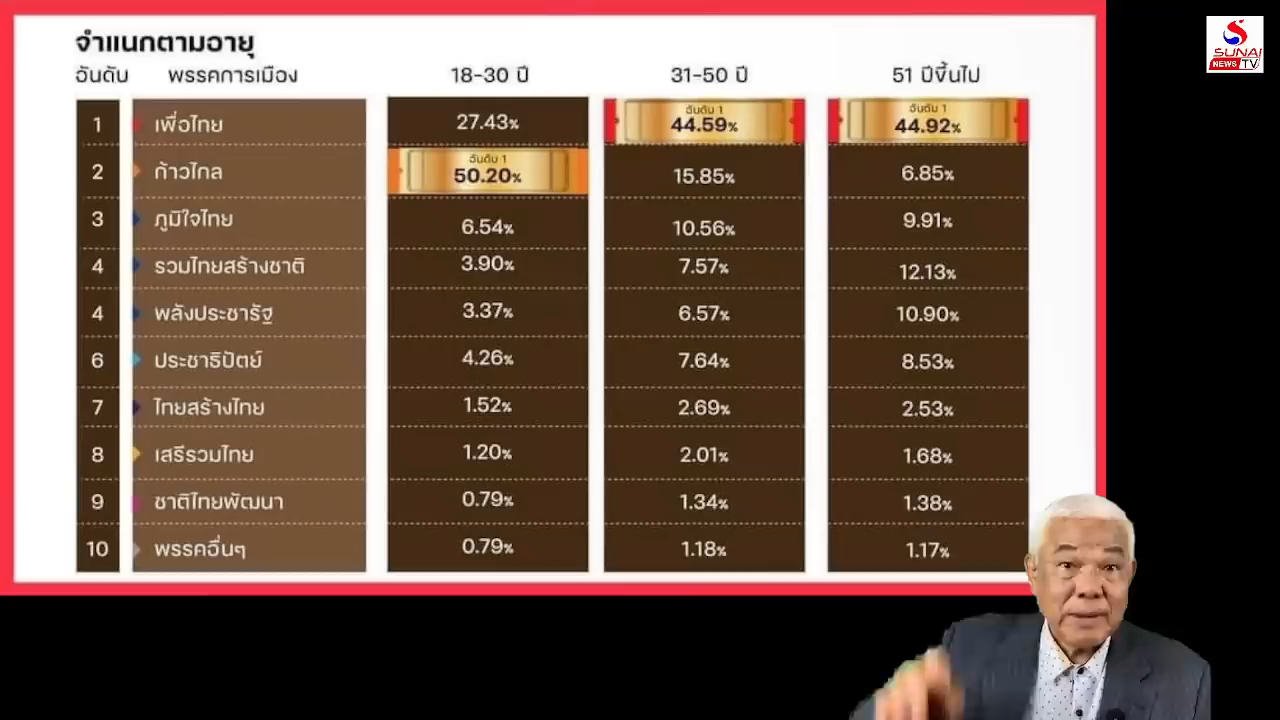 จำแนกตามอายุ
อันดับ พรรคการเมือง 18-30 ปี 31-50 ปี 51 ปีขึ้นไป
อันดับ 1 อันดับ 1
1 เพื่อไทย 27.43% 44.59% 44.92%
อันดับ 1
2 ก้าวไกล 50.20% 15.85% 6.85%
3 ภูมิใจไทย 6.54% 10.56% 9.91%
4 รวมไทยสร้างชาติ 3.90% 7.57% 12.13%
4 พลังประชารัฐ 3.37% 6.57% 10.90%
6 ประชาธิปัตย์ 4.26% 7.64% 8.53%
7 ไทยสร้างไทย 1.52% 2.69% 2.53%
8 เสรีรวมไทย 1.20% 2.01% 1.68%
9 ชาติไทยพัฒนา 0.79% 1.34% 1.38%
10 พรรคอื่นๆ 0.79% 1.18% 1.17%
SUNAI
NEWS TV